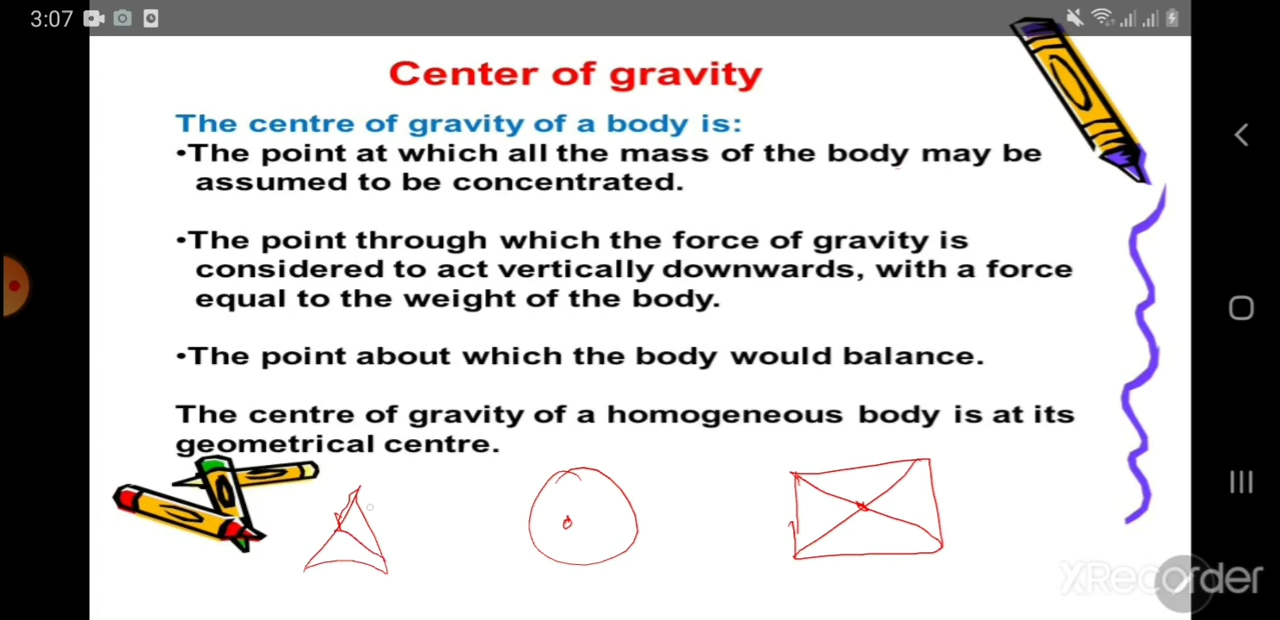 3:07
Center of gravity
The centre of gravity of a body is:
•The point at which all the mass of the body may be
assumed to be concentrated.
•The point through which the force of gravity is
considered to act vertically downwards, with a force
equal to the weight of the body.
•The point about which the body would balance.
The centre of gravity of a homogeneous body is at its
geometrical centre.
XRecorder